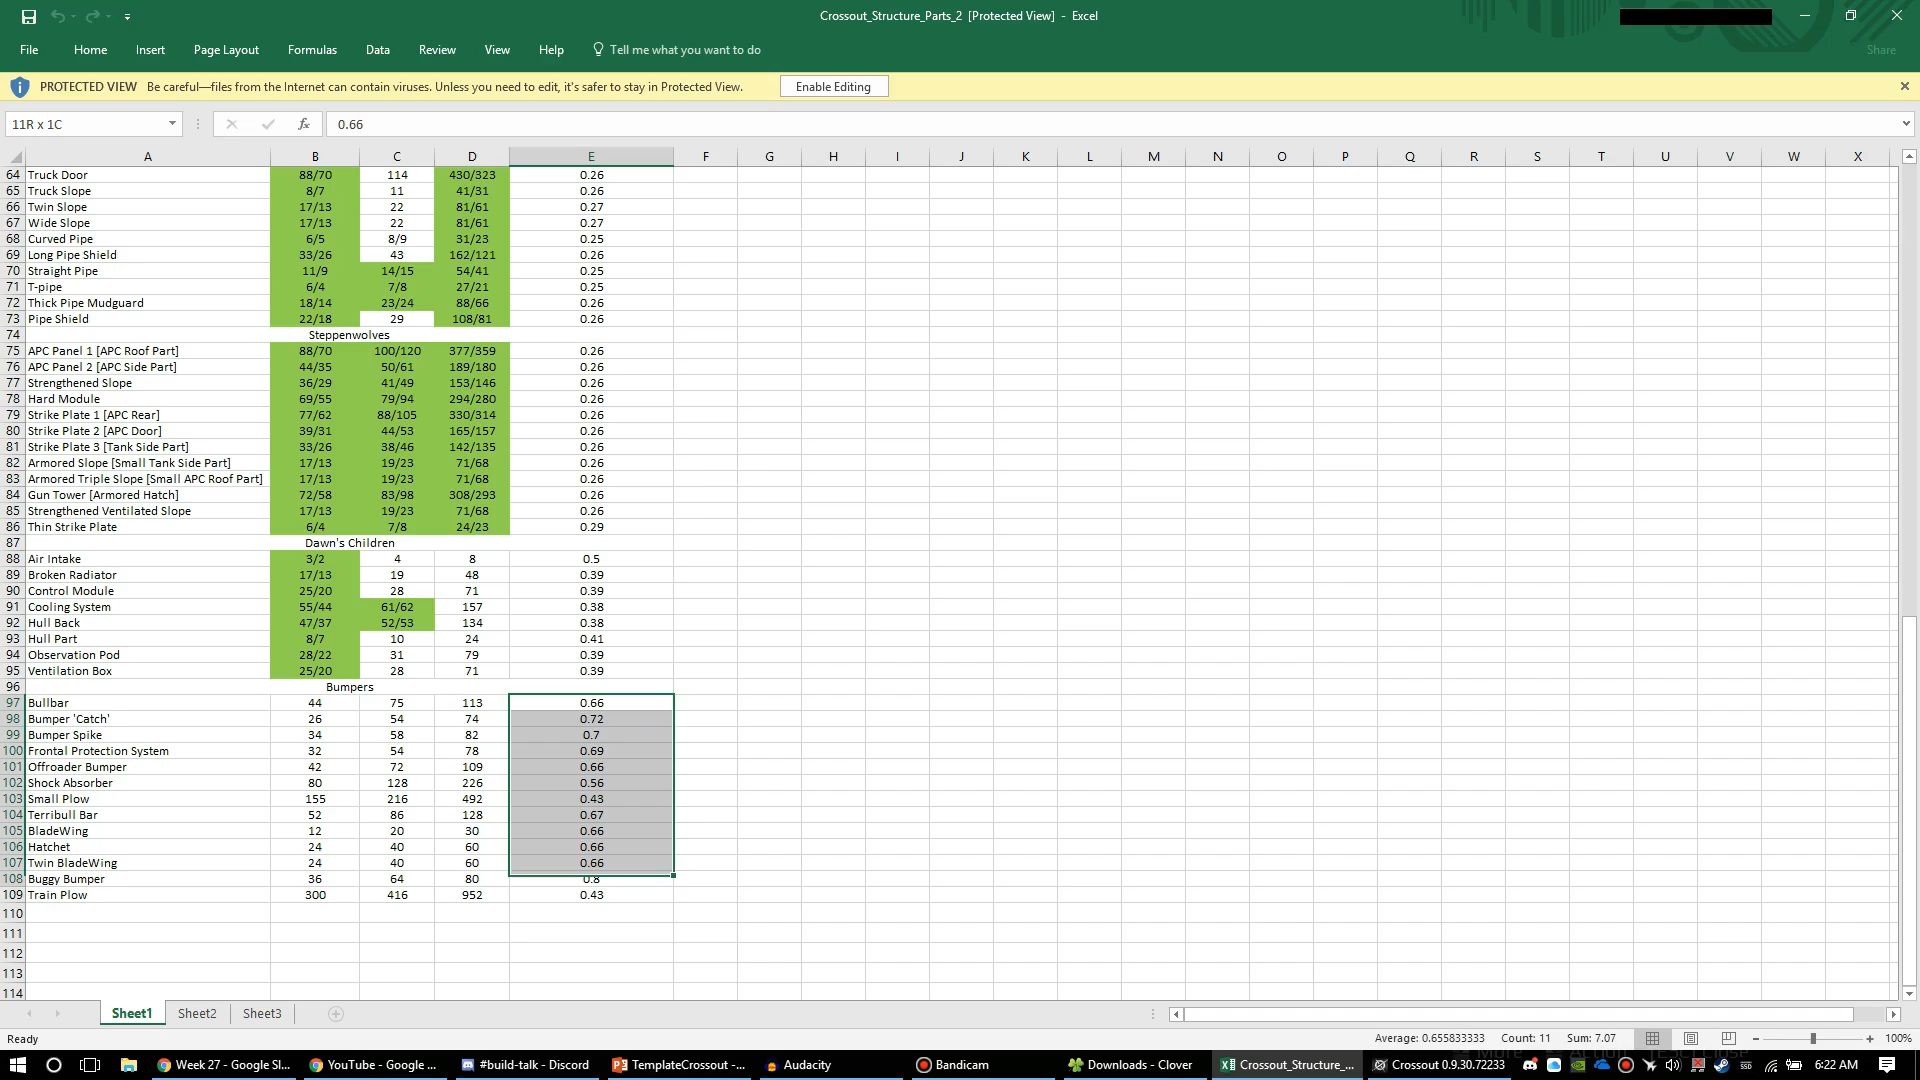 Crossout_Structure_Parts_2 [Protected View] - Excel
File Home Insert Page Layout Formulas Data Review View Help Tell me what you want to do Share
PROTECTED VIEW Be careful—files from the Internet can contain viruses. Unless you need to edit, it's safer to stay in Protected View. Enable Editing
11R x 1C fx 0.66
A B C D E F G H I J K L M N O P Q R S T U V W X
64 Truck Door 88/70 114 430/323 0.26
65 Truck Slope 8/7 11 41/31 0.26
66 Twin Slope 17/13 22 81/61 0.27
67 Wide Slope 17/13 22 81/61 0.27
68 Curved Pipe 6/5 8/9 31/23 0.25
69 Long Pipe Shield 33/26 43 162/121 0.26
70 Straight Pipe 11/9 14/15 54/41 0.25
71 T-pipe 6/4 7/8 27/21 0.25
72 Thick Pipe Mudguard 18/14 23/24 88/66 0.26
73 Pipe Shield 22/18 29 108/81 0.26
74 Steppenwolves
75 APC Panel 1 [APC Roof Part] 88/70 100/120 377/359 0.26
76 APC Panel 2 [APC Side Part] 44/35 50/61 189/180 0.26
77 Strengthened Slope 36/29 41/49 153/146 0.26
78 Hard Module 69/55 79/94 294/280 0.26
79 Strike Plate 1 [APC Rear] 77/62 88/105 330/314 0.26
80 Strike Plate 2 [APC Door] 39/31 44/53 165/157 0.26
81 Strike Plate 3 [Tank Side Part] 33/26 38/46 142/135 0.26
82 Armored Slope [Small Tank Side Part] 17/13 19/23 71/68 0.26
83 Armored Triple Slope [Small APC Roof Part] 17/13 19/23 71/68 0.26
84 Gun Tower [Armored Hatch] 72/58 83/98 308/293 0.26
85 Strengthened Ventilated Slope 17/13 19/23 71/68 0.26
86 Thin Strike Plate 6/4 7/8 24/23 0.29
87 Dawn's Children
88 Air Intake 3/2 4 8 0.5
89 Broken Radiator 17/13 19 48 0.39
90 Control Module 25/20 28 71 0.39
91 Cooling System 55/44 61/62 157 0.38
92 Hull Back 47/37 52/53 134 0.38
93 Hull Part 8/7 10 24 0.41
94 Observation Pod 28/22 31 79 0.39
95 Ventilation Box 25/20 28 71 0.39
96 Bumpers
97 Bullbar 44 75 113 0.66
98 Bumper 'Catch' 26 54 74 0.72
99 Bumper Spike 34 58 82 0.7
100 Frontal Protection System 32 54 78 0.69
101 Offroader Bumper 42 72 109 0.66
102 Shock Absorber 80 128 226 0.56
103 Small Plow 155 216 492 0.43
104 Terribull Bar 52 86 128 0.67
105 BladeWing 12 20 30 0.66
106 Hatchet 24 40 60 0.66
107 Twin BladeWing 24 40 60 0.66
108 Buggy Bumper 36 64 80 0.8
109 Train Plow 300 416 952 0.43
110
111
112
113
114
Sheet1 Sheet2 Sheet3
Ready Average: 0.655833333 Count: 11 Sum: 7.07 100%
Week 27 - Google Sl... YouTube - Google ... #build-talk - Discord TemplateCrossout -... Audacity Bandicam Downloads - Clover Crossout_Structure_... Crossout 0.9.30.72233 6:22 AM